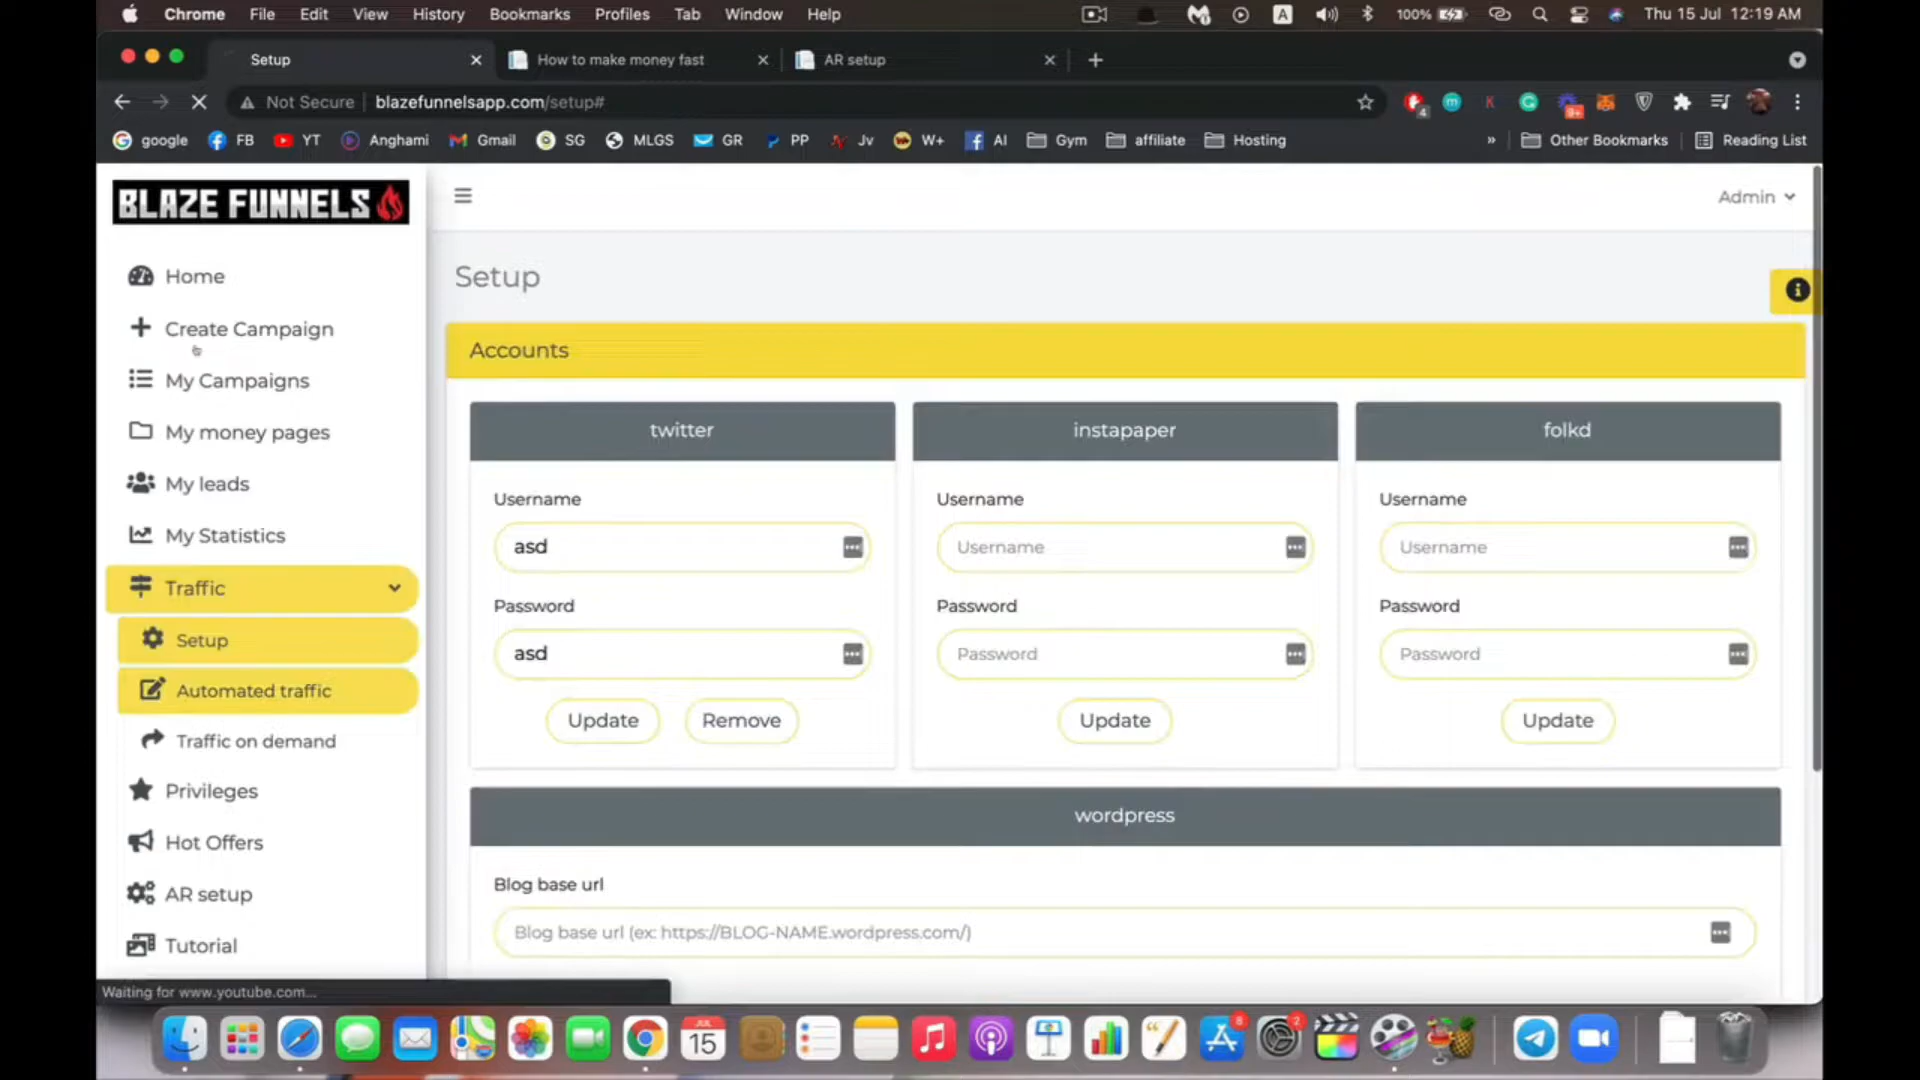 Chrome File Edit View History Bookmarks Profiles Tab Window Help 100% Thu 15 Jul 12:19 AM
Setup How to make money fast AR setup
Not Secure blazefunnelsapp.com/setup#
google FB YT Anghami Gmail SG MLGS GR PP Jv W+ AI Gym affiliate Hosting » Other Bookmarks Reading List
BLAZE FUNNELS
Admin
Home
Create Campaign
My Campaigns
My money pages
My leads
My Statistics
Traffic
Setup
Automated traffic
Traffic on demand
Privileges
Hot Offers
AR setup
Tutorial
Setup
Accounts
twitter
Username
asd
Password
asd
Update Remove
instapaper
Username
Username
Password
Password
Update
folkd
Username
Username
Password
Password
Update
wordpress
Blog base url
Blog base url (ex: https://BLOG-NAME.wordpress.com/)
Waiting for www.youtube.com...
JUL
15
8
2